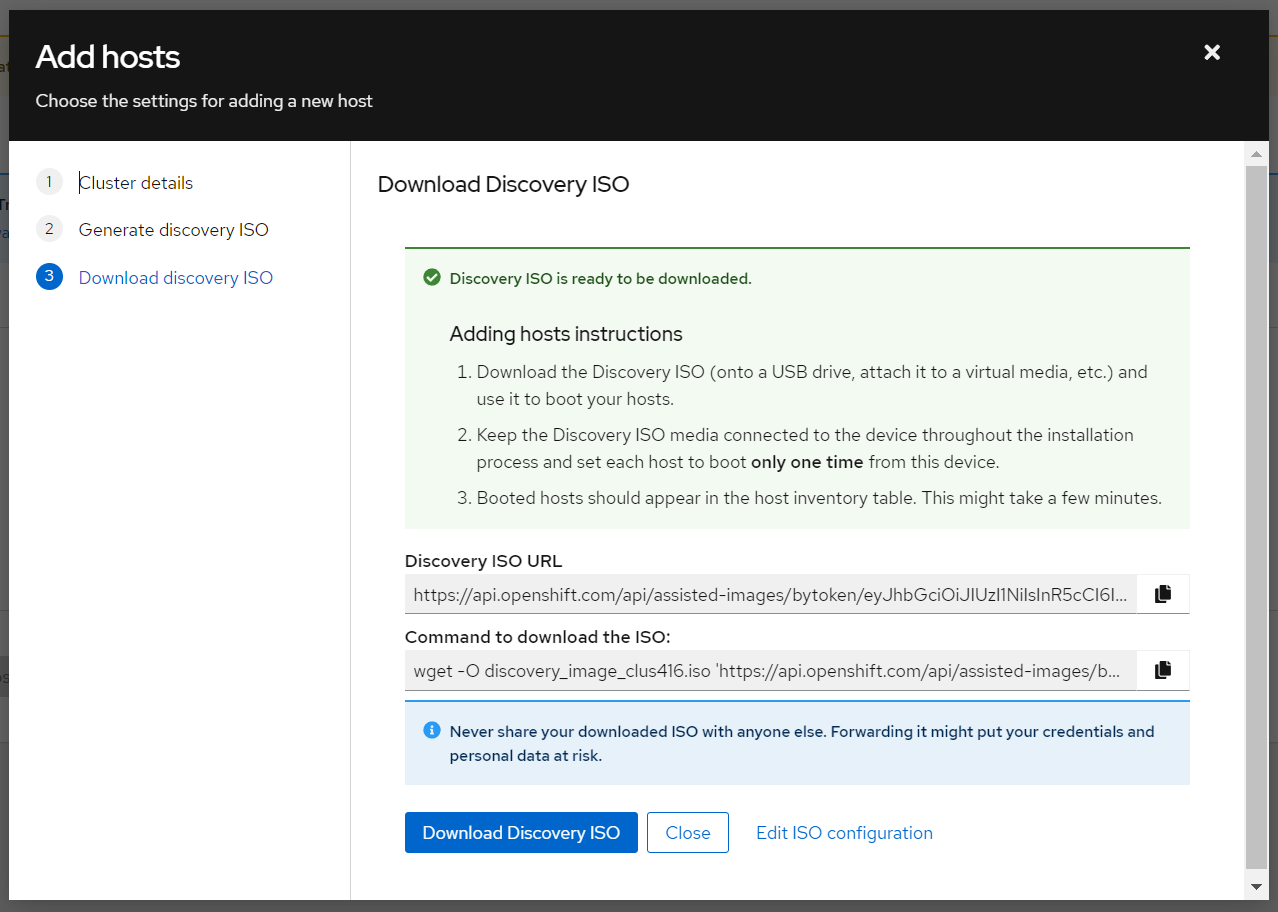 Add hosts
Choose the settings for adding a new host
1 Cluster details
2 Generate discovery ISO
3 Download discovery ISO
Download Discovery ISO
Discovery ISO is ready to be downloaded.
Adding hosts instructions
1. Download the Discovery ISO (onto a USB drive, attach it to a virtual media, etc.) and
use it to boot your hosts.
2. Keep the Discovery ISO media connected to the device throughout the installation
process and set each host to boot only one time from this device.
3. Booted hosts should appear in the host inventory table. This might take a few minutes.
Discovery ISO URL
https://api.openshift.com/api/assisted-images/bytoken/eyJhbGciOiJIUzI1NiIsInR5cCI6I...
Command to download the ISO:
wget -O discovery_image_clus416.iso 'https://api.openshift.com/api/assisted-images/b...
Never share your downloaded ISO with anyone else. Forwarding it might put your credentials and
personal data at risk.
Download Discovery ISO
Close
Edit ISO configuration